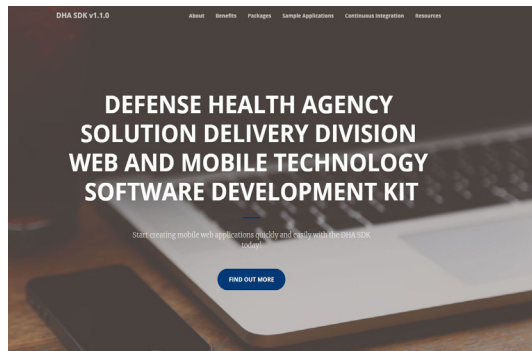 DHA SDK v1.1.0 About Benefits Packages Sample Applications Continuous Integration Resources
DEFENSE HEALTH AGENCY
SOLUTION DELIVERY DIVISION
WEB AND MOBILE TECHNOLOGY
SOFTWARE DEVELOPMENT KIT
Start creating mobile web applications quickly and easily with the DHA SDK
today!
FIND OUT MORE